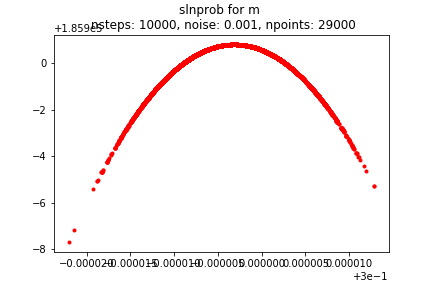 slnprob for m
nsteps: 10000, noise: 0.001, npoints: 29000
+1.859e5
0
−2
−4
−6
−8
−0.000020 −0.000015 −0.000010 −0.000005 0.000000 0.000005 0.000010
+3e−1